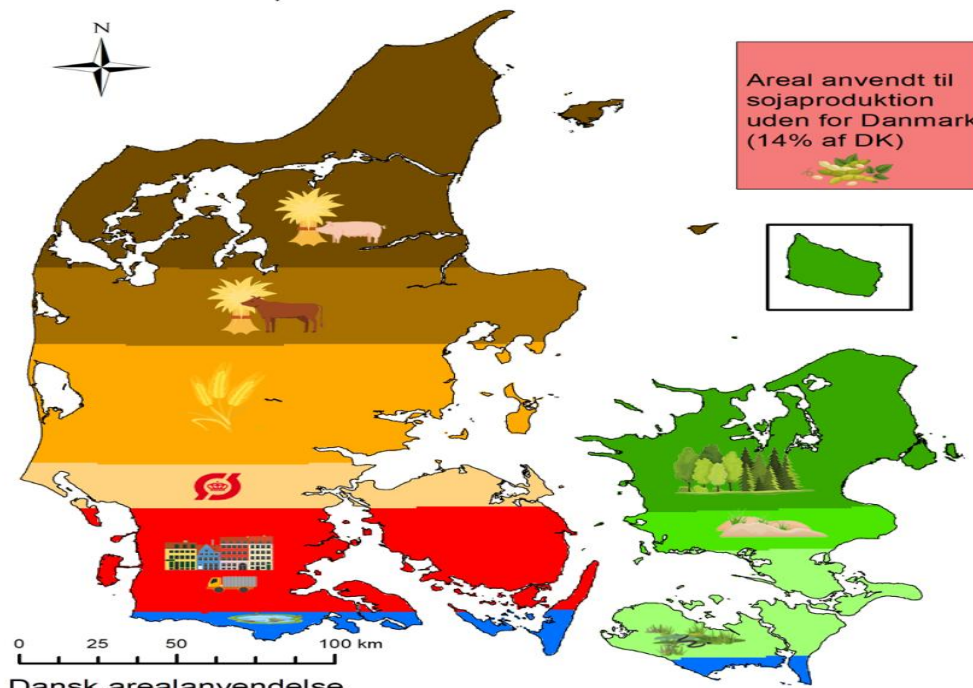 N
Areal anvendt til
sojaproduktion
uden for Danmark
(14% af DK)
0 25 50 100 km
Dansk arealanvendelse